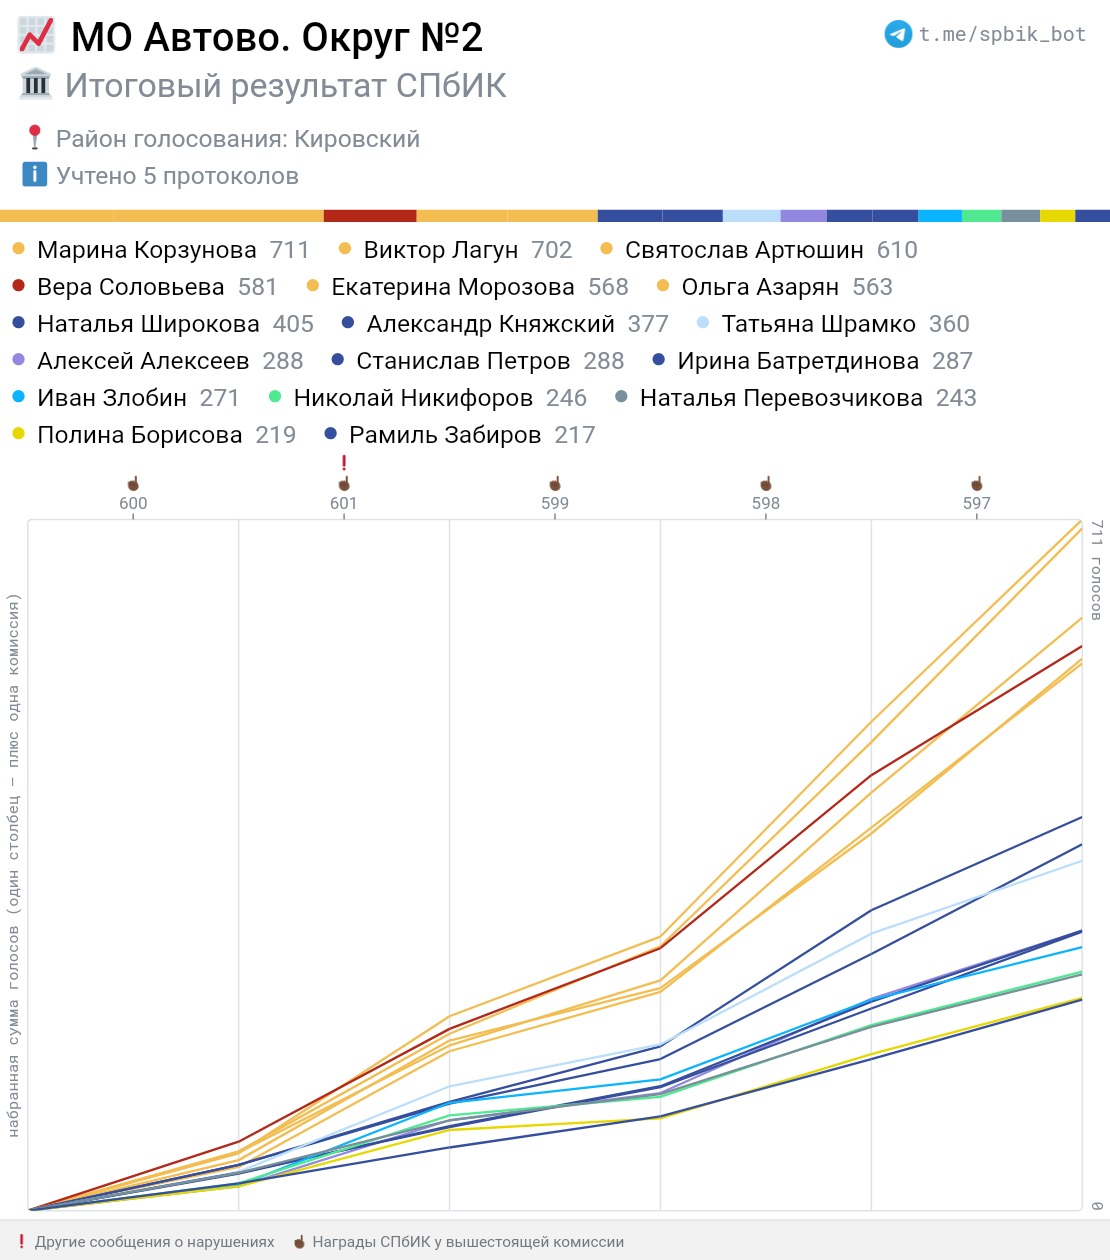 МО Автово. Округ №2
t.me/spbik_bot
Итоговый результат СПбИК
Район голосования: Кировский
Учтено 5 протоколов
Марина Корзунова 711 Виктор Лагун 702 Святослав Артюшин 610
Вера Соловьева 581 Екатерина Морозова 568 Ольга Азарян 563
Наталья Широкова 405 Александр Княжский 377 Татьяна Шрамко 360
Алексей Алексеев 288 Станислав Петров 288 Ирина Батретдинова 287
Иван Злобин 271 Николай Никифоров 246 Наталья Перевозчикова 243
Полина Борисова 219 Рамиль Забиров 217
600 601 599 598 597
711 голосов
набранная сумма голосов (один столбец – плюс одна комиссия)
0
Другие сообщения о нарушениях Награды СПбИК у вышестоящей комиссии